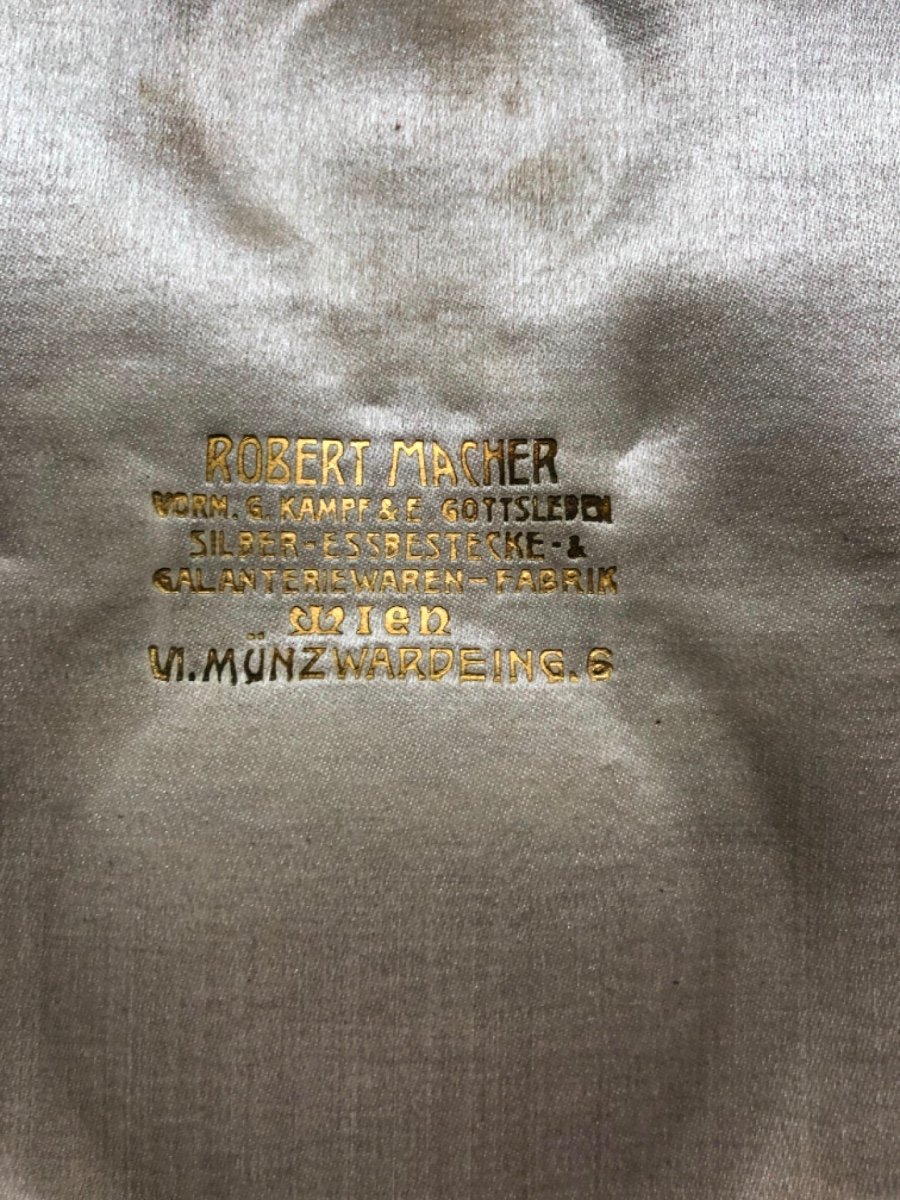 ROBERT MACHER
VORM. G. KAMPF & E. GOTTSLEBEN
SILBER-ESSBESTECKE-&
GALANTERIEWAREN-FABRIK
WIEN
VI. MÜNZWARDEING. 6